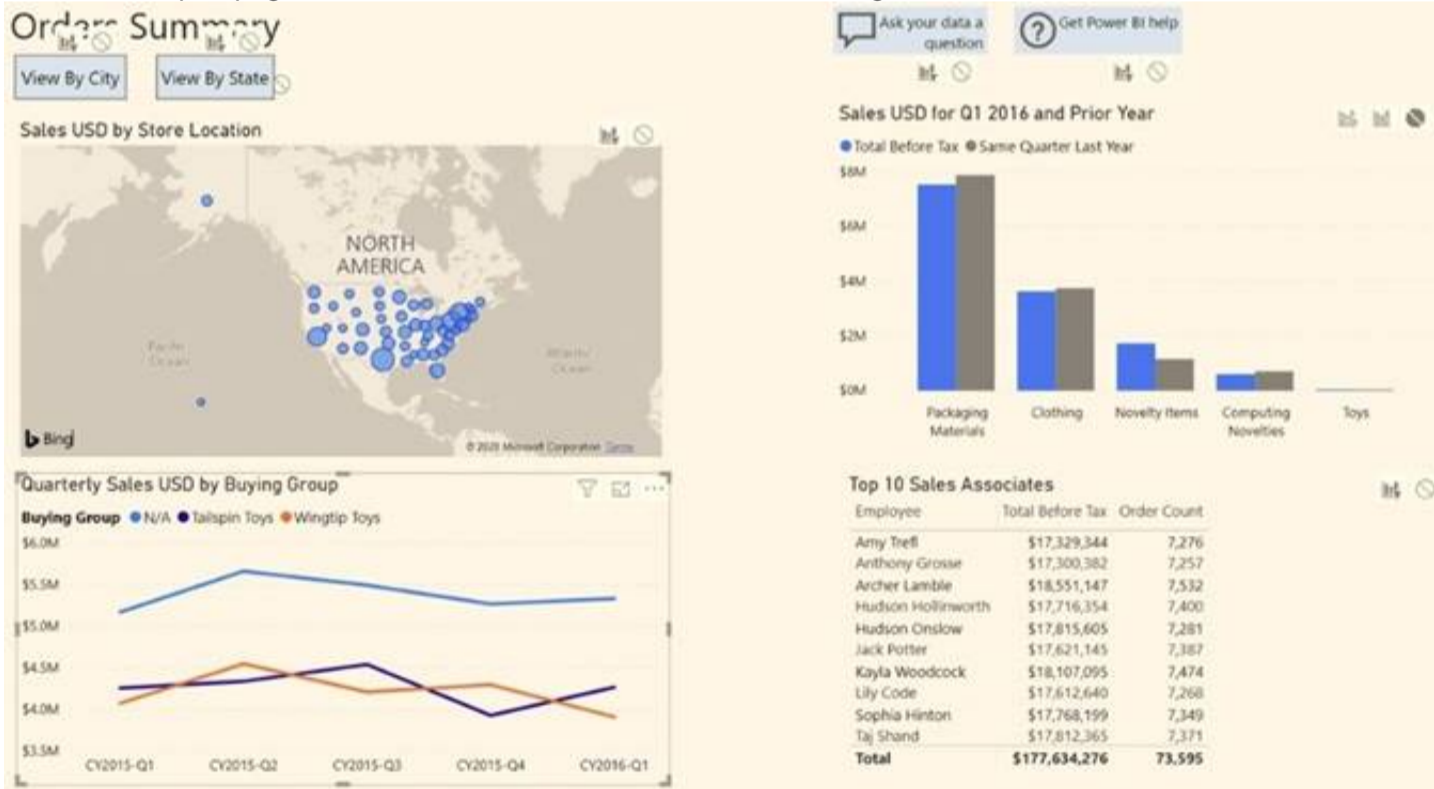 Orders Summary
View By City
View By State
Ask your data a
question
Get Power BI help
Sales USD by Store Location
NORTH
AMERICA
Pacific
Ocean
Atlantic
Ocean
Bing
© 2020 Microsoft Corporation Terms
Sales USD for Q1 2016 and Prior Year
Total Before Tax Same Quarter Last Year
$8M
$6M
$4M
$2M
$0M
Packaging
Materials
Clothing
Novelty Items
Computing
Novelties
Toys
Quarterly Sales USD by Buying Group
Buying Group N/A Tailspin Toys Wingtip Toys
$6.0M
$5.5M
$5.0M
$4.5M
$4.0M
$3.5M
CY2015-Q1 CY2015-Q2 CY2015-Q3 CY2015-Q4 CY2016-Q1
Top 10 Sales Associates
Employee Total Before Tax Order Count
Amy Trefl $17,329,344 7,276
Anthony Grosse $17,300,382 7,257
Archer Lamble $18,551,147 7,532
Hudson Hollinworth $17,716,354 7,400
Hudson Onslow $17,815,605 7,281
Jack Potter $17,621,145 7,387
Kayla Woodcock $18,107,095 7,474
Lily Code $17,612,640 7,268
Sophia Hinton $17,768,199 7,349
Taj Shand $17,812,365 7,371
Total $177,634,276 73,595